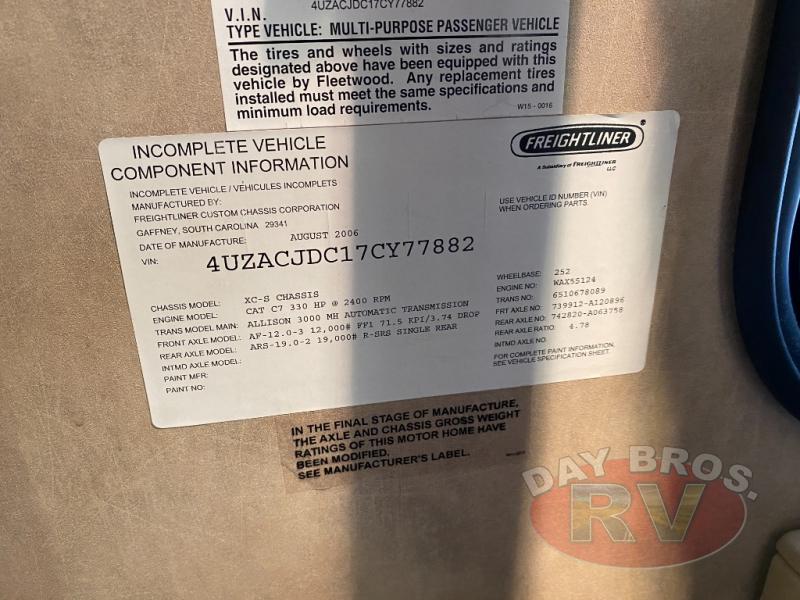 V.I.N. 4UZACJDC17CY77882
TYPE VEHICLE: MULTI-PURPOSE PASSENGER VEHICLE
The tires and wheels with sizes and ratings
designated above have been equipped with this
vehicle by Fleetwood. Any replacement tires
installed must meet the same specifications and
minimum load requirements.
W15 - 0016
INCOMPLETE VEHICLE
COMPONENT INFORMATION
FREIGHTLINER
A Subsidiary of FREIGHTLINER
LLC
INCOMPLETE VEHICLE / VÉHICULES INCOMPLETS
MANUFACTURED BY:
FREIGHTLINER CUSTOM CHASSIS CORPORATION
GAFFNEY, SOUTH CAROLINA 29341
DATE OF MANUFACTURE: AUGUST 2006
VIN: 4UZACJDC17CY77882
USE VEHICLE ID NUMBER (VIN)
WHEN ORDERING PARTS.
CHASSIS MODEL: XC-S CHASSIS
ENGINE MODEL: CAT C7 330 HP @ 2400 RPM
TRANS MODEL MAIN: ALLISON 3000 MH AUTOMATIC TRANSMISSION
FRONT AXLE MODEL: AF-12.0-3 12,000# FF1 71.5 KPI/3.74 DROP
REAR AXLE MODEL: ARS-19.0-2 19,000# R-SRS SINGLE REAR
INTMD AXLE MODEL:
PAINT MFR:
PAINT NO:
WHEELBASE: 252
ENGINE NO: WAX55124
TRANS NO: 6510678089
FRT AXLE NO: 739912-A120896
REAR AXLE NO: 742820-A063758
REAR AXLE RATIO: 4.78
INTMD AXLE NO:
FOR COMPLETE PAINT INFORMATION,
SEE VEHICLE SPECIFICATION SHEET.
IN THE FINAL STAGE OF MANUFACTURE,
THE AXLE AND CHASSIS GROSS WEIGHT
RATINGS OF THIS MOTOR HOME HAVE
BEEN MODIFIED.
SEE MANUFACTURER'S LABEL.
DAY BROS.
RV